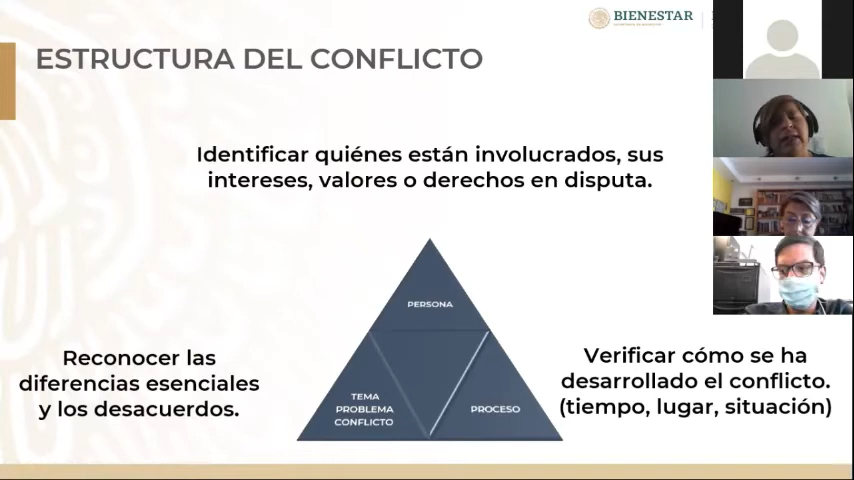 BIENESTAR
ESTRUCTURA DEL CONFLICTO
Identificar quiénes están involucrados, sus
intereses, valores o derechos en disputa.
PERSONA
Reconocer las
diferencias esenciales
y los desacuerdos.
TEMA
PROBLEMA
CONFLICTO
PROCESO
Verificar cómo se ha
desarrollado el conflicto.
(tiempo, lugar, situación)